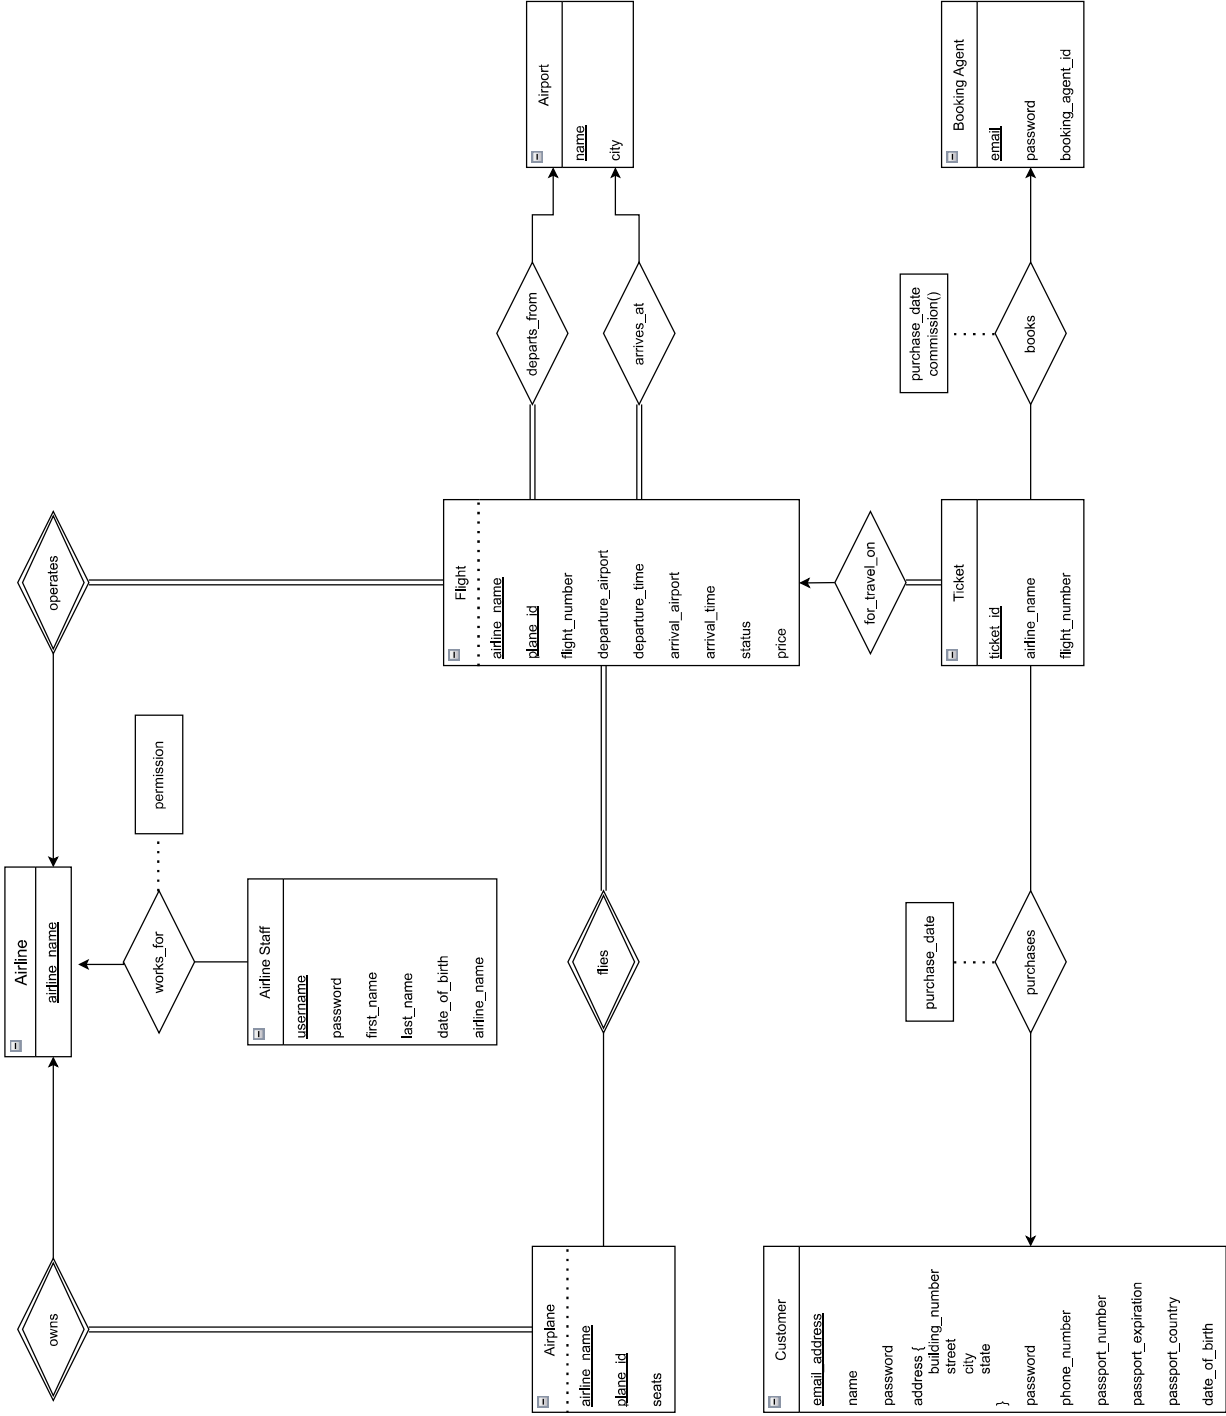 Airline
airline_name
owns
operates
works_for
permission
Airline Staff
username
password
first_name
last_name
date_of_birth
airline_name
Airplane
airline_name
plane_id
seats
flies
Flight
airline_name
plane_id
flight_number
departure_airport
departure_time
arrival_airport
arrival_time
status
price
departs_from
arrives_at
Airport
name
city
for_travel_on
Customer
email_address
name
password
address {
building_number
street
city
state
}
password
phone_number
passport_number
passport_expiration
passport_country
date_of_birth
purchases
purchase_date
Ticket
ticket_id
airline_name
flight_number
books
purchase_date
commission()
Booking Agent
email
password
booking_agent_id